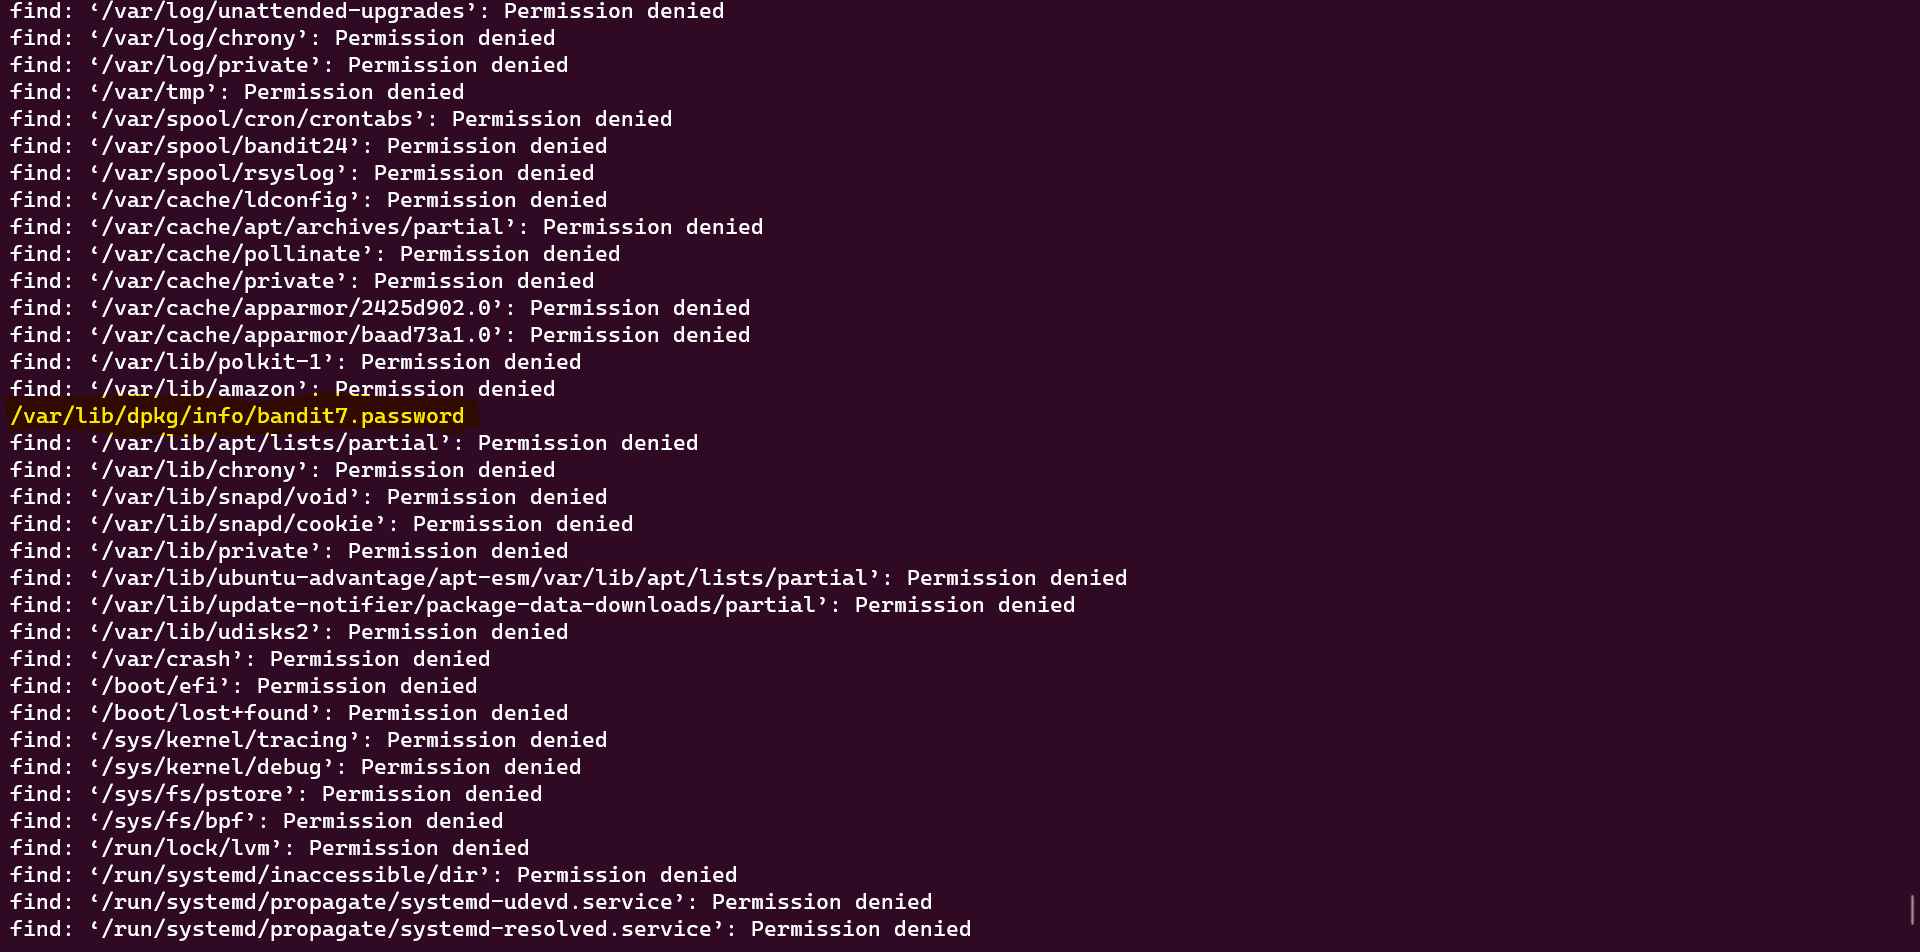 find: ‘/var/log/unattended-upgrades’: Permission denied
find: ‘/var/log/chrony’: Permission denied
find: ‘/var/log/private’: Permission denied
find: ‘/var/tmp’: Permission denied
find: ‘/var/spool/cron/crontabs’: Permission denied
find: ‘/var/spool/bandit24’: Permission denied
find: ‘/var/spool/rsyslog’: Permission denied
find: ‘/var/cache/ldconfig’: Permission denied
find: ‘/var/cache/apt/archives/partial’: Permission denied
find: ‘/var/cache/pollinate’: Permission denied
find: ‘/var/cache/private’: Permission denied
find: ‘/var/cache/apparmor/2425d902.0’: Permission denied
find: ‘/var/cache/apparmor/baad73a1.0’: Permission denied
find: ‘/var/lib/polkit-1’: Permission denied
find: ‘/var/lib/amazon’: Permission denied
/var/lib/dpkg/info/bandit7.password
find: ‘/var/lib/apt/lists/partial’: Permission denied
find: ‘/var/lib/chrony’: Permission denied
find: ‘/var/lib/snapd/void’: Permission denied
find: ‘/var/lib/snapd/cookie’: Permission denied
find: ‘/var/lib/private’: Permission denied
find: ‘/var/lib/ubuntu-advantage/apt-esm/var/lib/apt/lists/partial’: Permission denied
find: ‘/var/lib/update-notifier/package-data-downloads/partial’: Permission denied
find: ‘/var/lib/udisks2’: Permission denied
find: ‘/var/crash’: Permission denied
find: ‘/boot/efi’: Permission denied
find: ‘/boot/lost+found’: Permission denied
find: ‘/sys/kernel/tracing’: Permission denied
find: ‘/sys/kernel/debug’: Permission denied
find: ‘/sys/fs/pstore’: Permission denied
find: ‘/sys/fs/bpf’: Permission denied
find: ‘/run/lock/lvm’: Permission denied
find: ‘/run/systemd/inaccessible/dir’: Permission denied
find: ‘/run/systemd/propagate/systemd-udevd.service’: Permission denied
find: ‘/run/systemd/propagate/systemd-resolved.service’: Permission denied